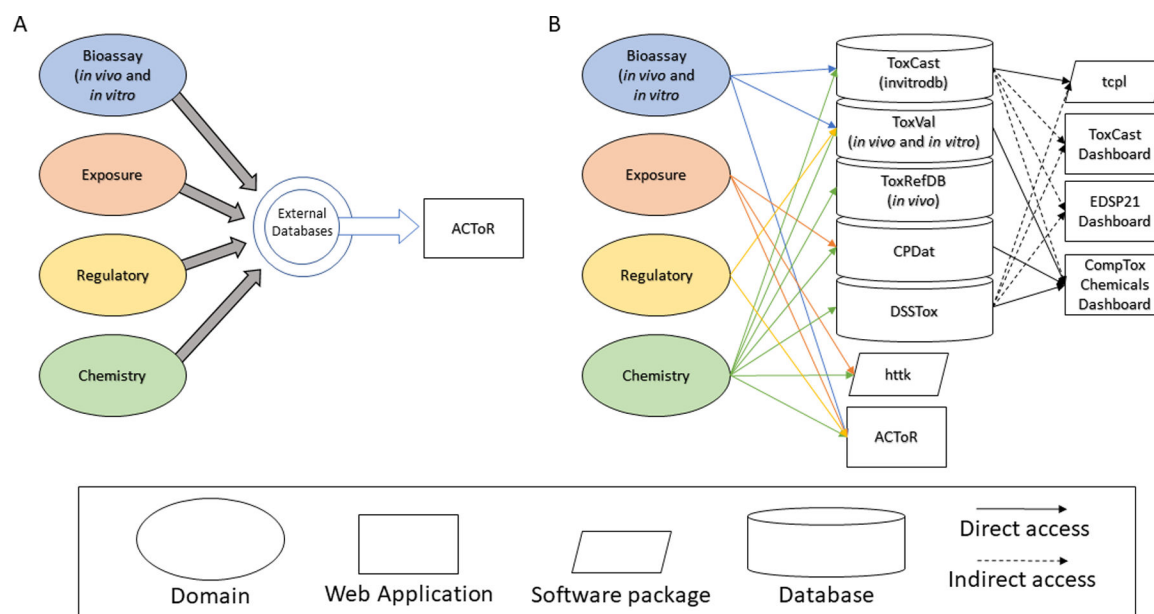 A
Bioassay
(in vivo and
in vitro)
Exposure
Regulatory
Chemistry
External
Databases
ACToR
B
Bioassay
(in vivo and
in vitro)
Exposure
Regulatory
Chemistry
ToxCast
(invitrodb)
ToxVal
(in vivo and in vitro)
ToxRefDB
(in vivo)
CPDat
DSSTox
httk
ACToR
tcpl
ToxCast
Dashboard
EDSP21
Dashboard
CompTox
Chemicals
Dashboard
Domain
Web Application
Software package
Database
Direct access
Indirect access